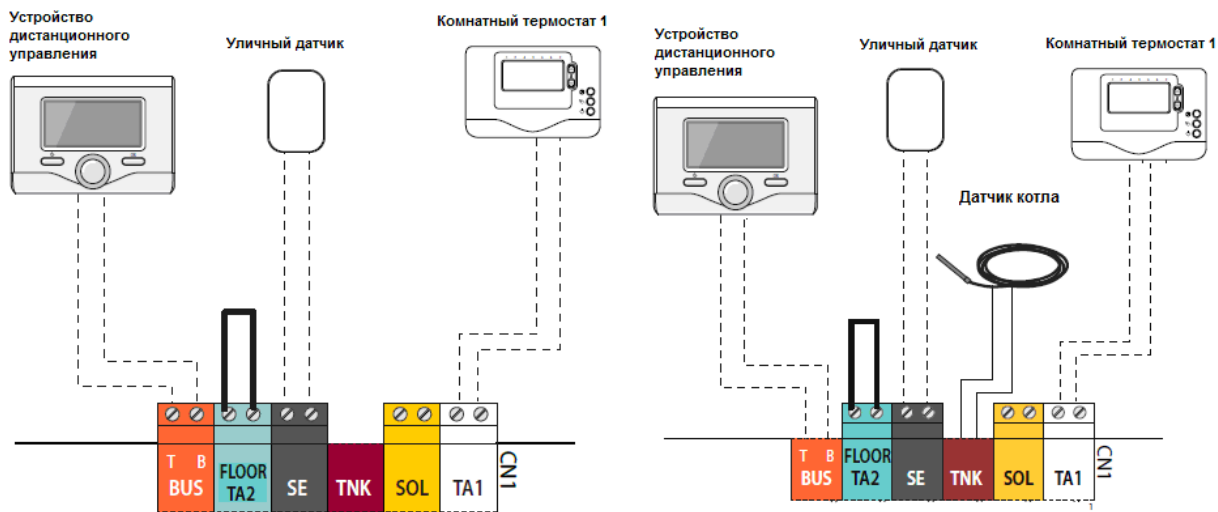 Устройство
дистанционного
управления
Уличный датчик
Комнатный термостат 1
T B
BUS
FLOOR
TA2
SE
TNK
SOL
TA1
CN1
Устройство
дистанционного
управления
Уличный датчик
Комнатный термостат 1
Датчик котла
T B
BUS
FLOOR
TA2
SE
TNK
SOL
TA1
CN1
1